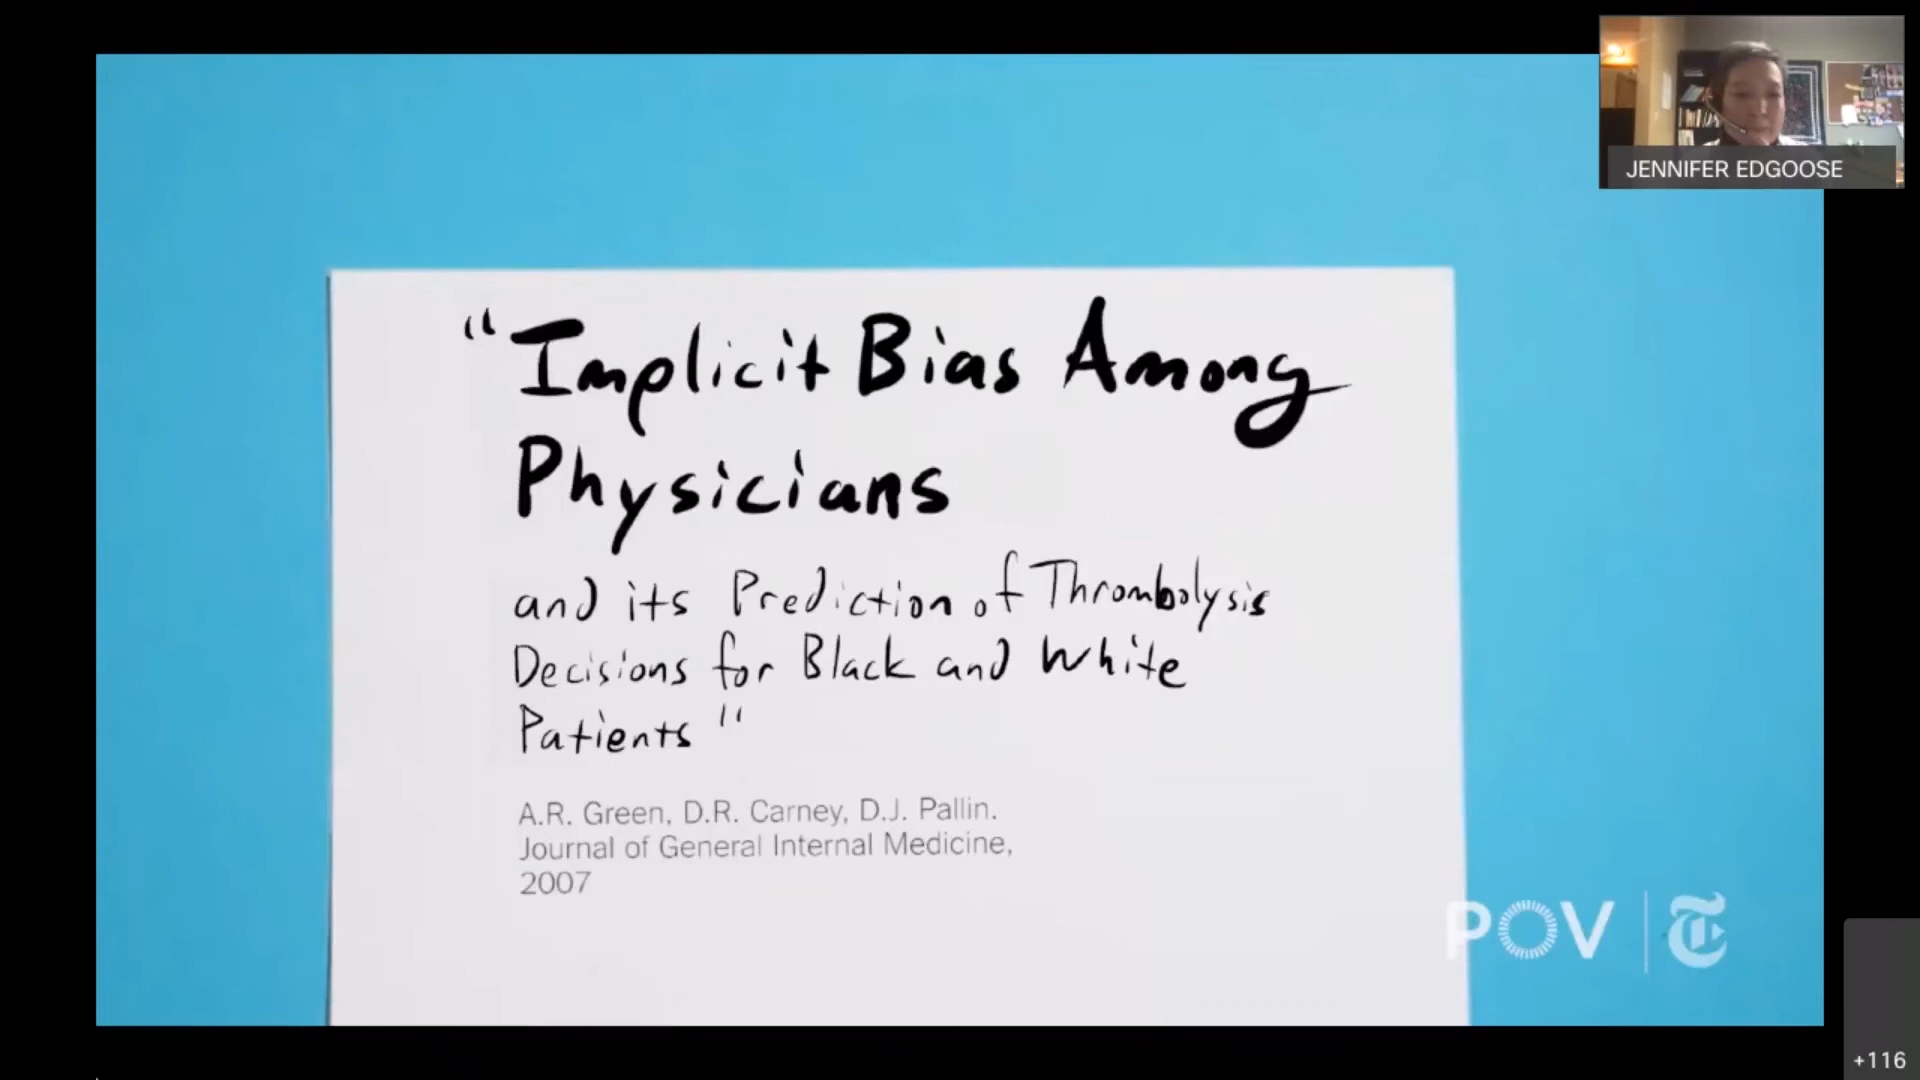 JENNIFER EDGOOSE
"Implicit Bias Among
Physicians
and its Prediction of Thrombolysis
Decisions for Black and White
Patients"
A.R. Green, D.R. Carney, D.J. Pallin.
Journal of General Internal Medicine,
2007
POV | T
+116